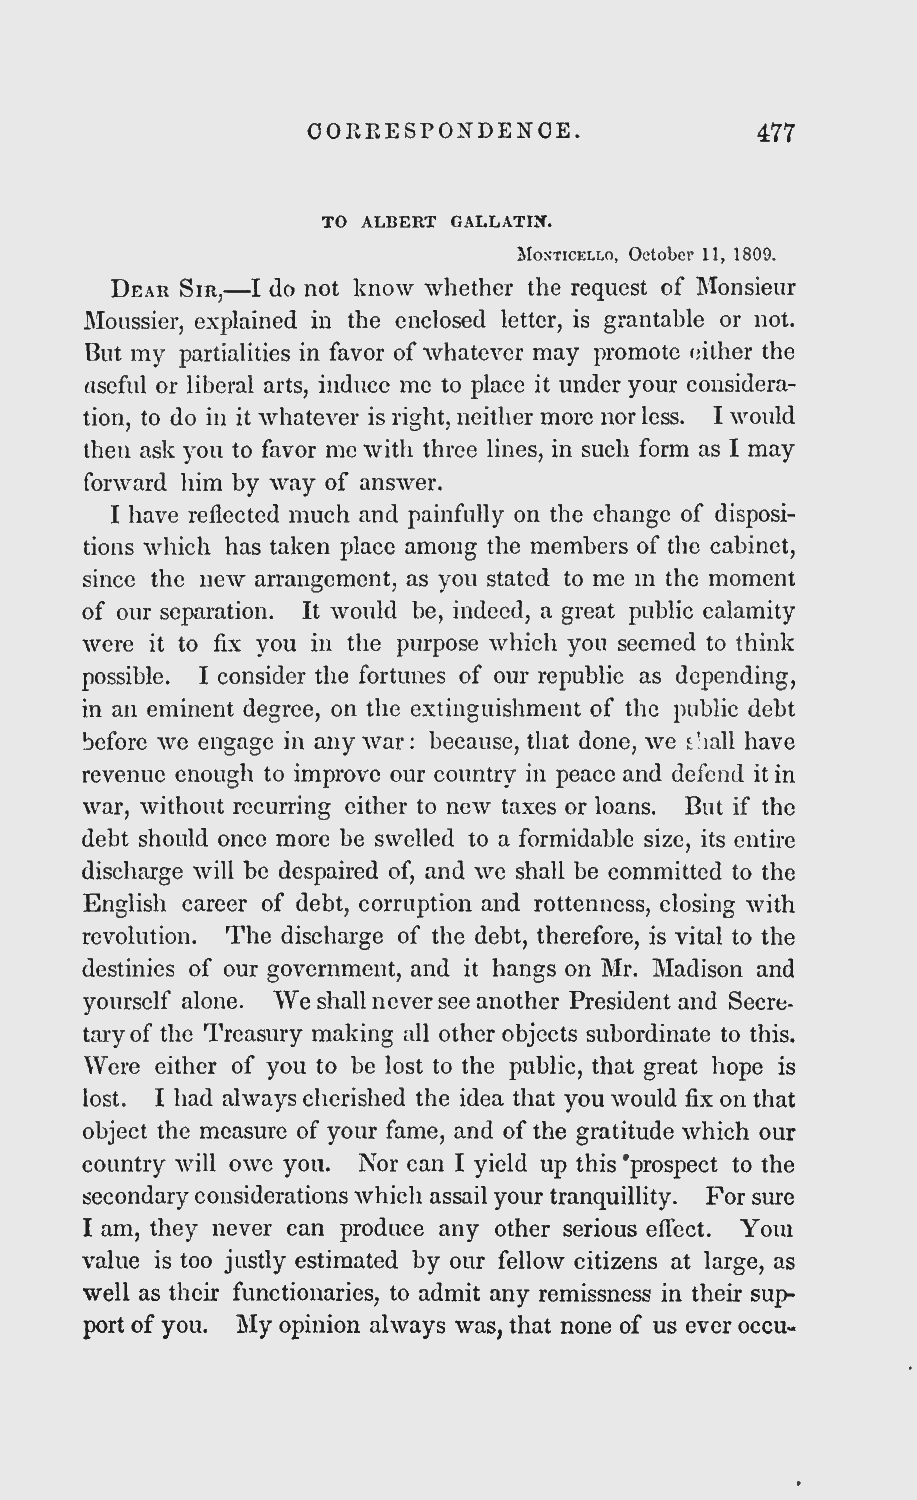 CORRESPONDENCE. 477
TO ALBERT GALLATIN.
MONTICELLO, October 11, 1809.
DEAR SIR,—I do not know whether the request of Monsieur
Moussier, explained in the enclosed letter, is grantable or not.
But my partialities in favor of whatever may promote either the
useful or liberal arts, induce me to place it under your considera-
tion, to do in it whatever is right, neither more nor less. I would
then ask you to favor me with three lines, in such form as I may
forward him by way of answer.
I have reflected much and painfully on the change of disposi-
tions which has taken place among the members of the cabinet,
since the new arrangement, as you stated to me in the moment
of our separation. It would be, indeed, a great public calamity
were it to fix you in the purpose which you seemed to think
possible. I consider the fortunes of our republic as depending,
in an eminent degree, on the extinguishment of the public debt
before we engage in any war: because, that done, we shall have
revenue enough to improve our country in peace and defend it in
war, without recurring either to new taxes or loans. But if the
debt should once more be swelled to a formidable size, its entire
discharge will be despaired of, and we shall be committed to the
English career of debt, corruption and rottenness, closing with
revolution. The discharge of the debt, therefore, is vital to the
destinies of our government, and it hangs on Mr. Madison and
yourself alone. We shall never see another President and Secre-
tary of the Treasury making all other objects subordinate to this.
Were either of you to be lost to the public, that great hope is
lost. I had always cherished the idea that you would fix on that
object the measure of your fame, and of the gratitude which our
country will owe you. Nor can I yield up this prospect to the
secondary considerations which assail your tranquillity. For sure
I am, they never can produce any other serious effect. Your
value is too justly estimated by our fellow citizens at large, as
well as their functionaries, to admit any remissness in their sup-
port of you. My opinion always was, that none of us ever occu-